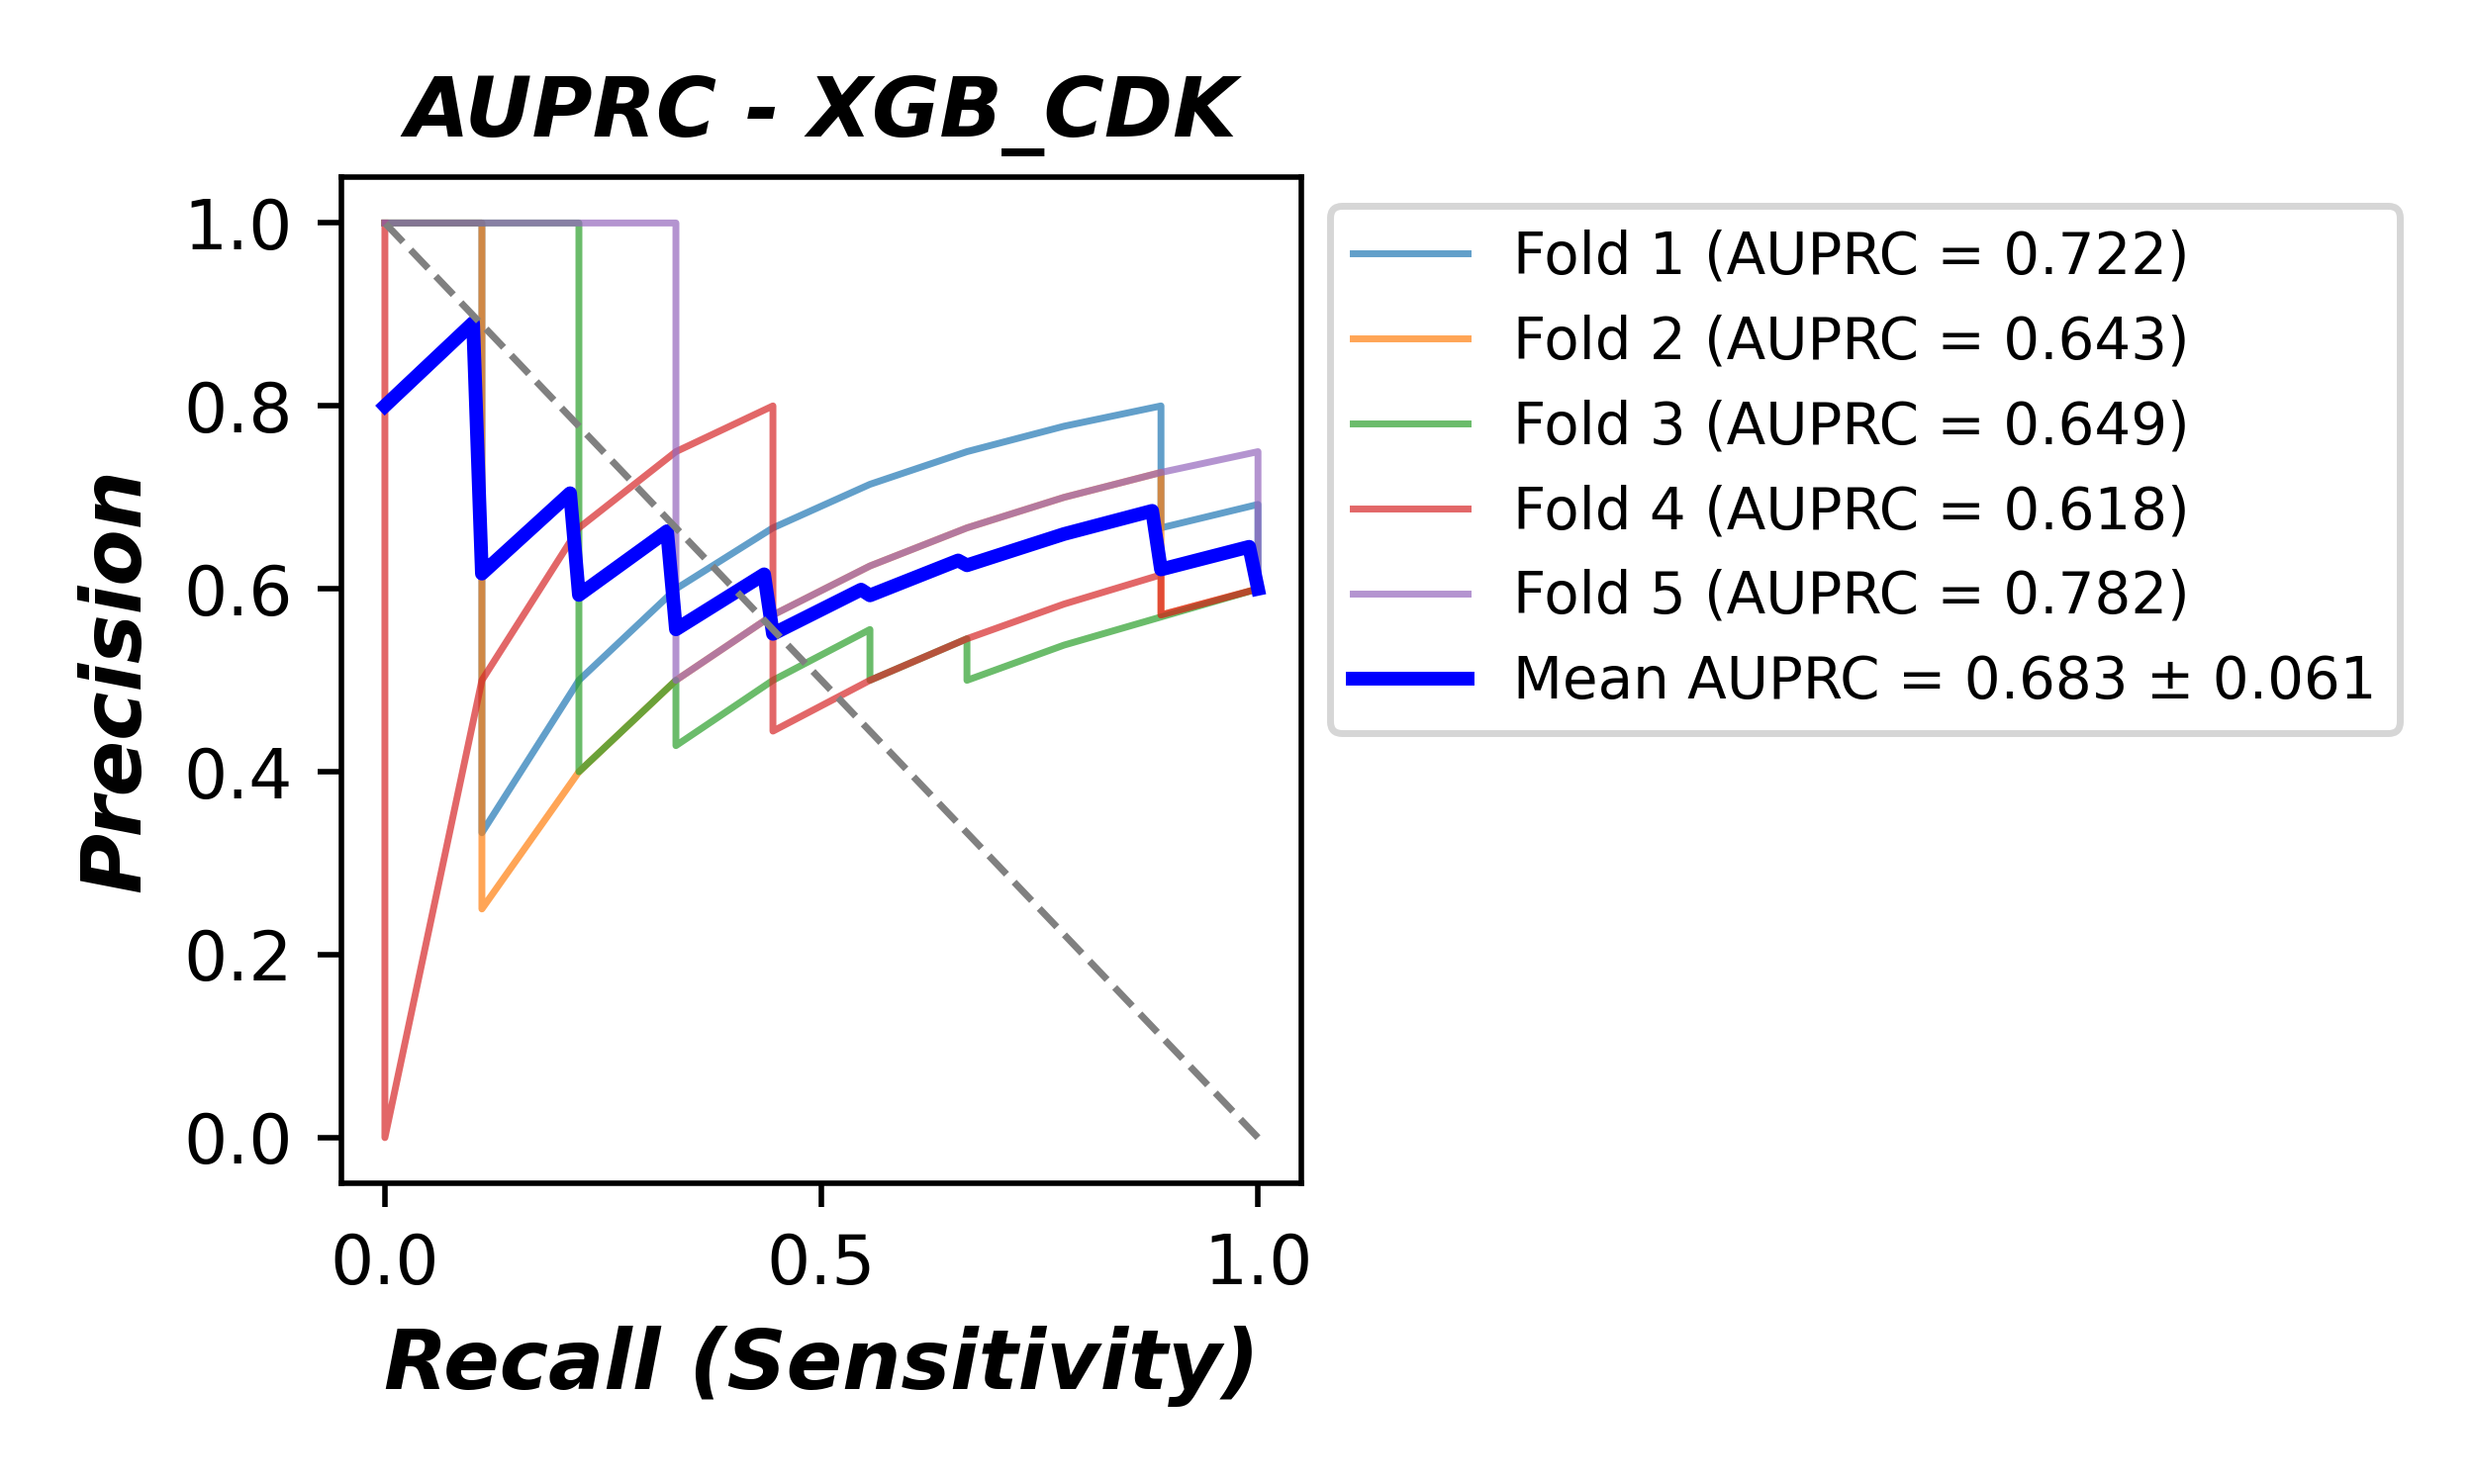 AUPRC - XGB_CDK
Precision
1.0
0.8
0.6
0.4
0.2
0.0
0.0 0.5 1.0
Recall (Sensitivity)
Fold 1 (AUPRC = 0.722)
Fold 2 (AUPRC = 0.643)
Fold 3 (AUPRC = 0.649)
Fold 4 (AUPRC = 0.618)
Fold 5 (AUPRC = 0.782)
Mean AUPRC = 0.683 ± 0.061